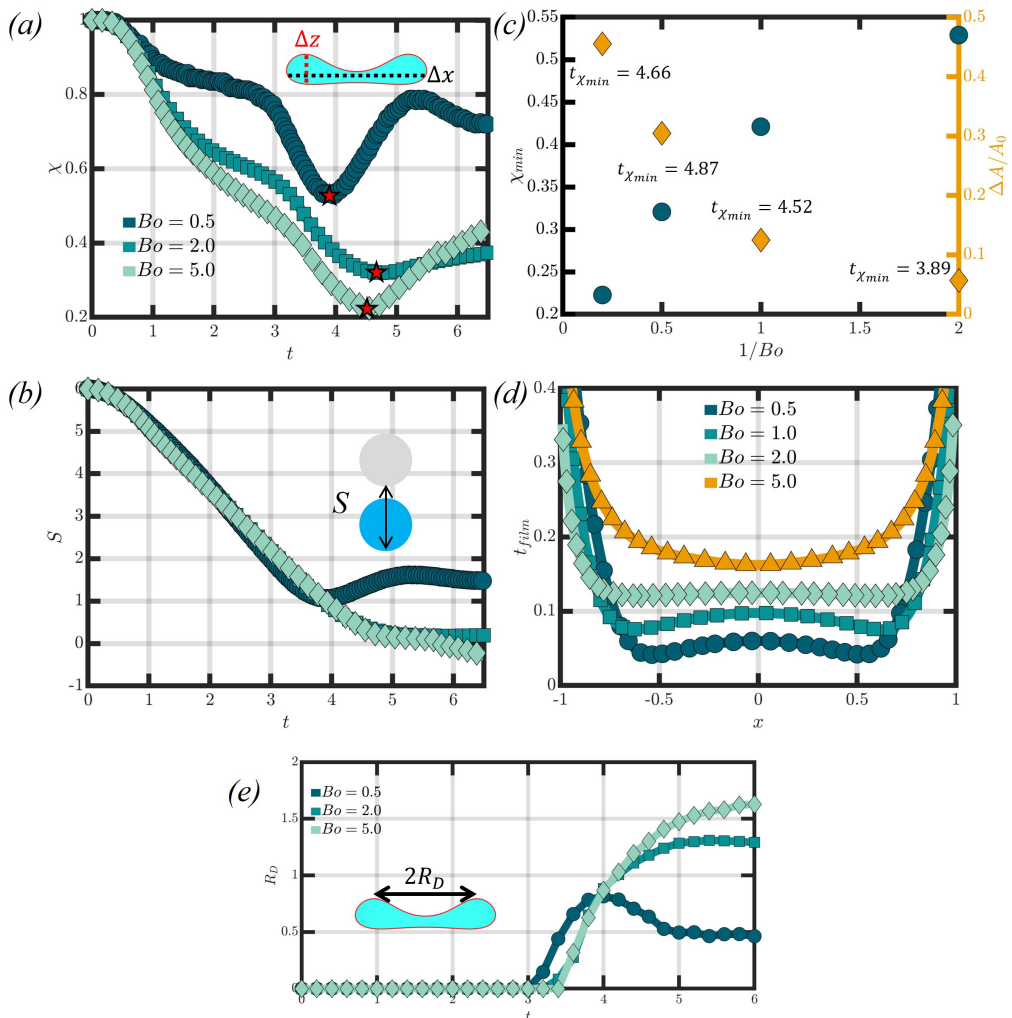 (a)
1
0.8
0.6
0.4
0.2
χ
Δz
Δx
Bo = 0.5
Bo = 2.0
Bo = 5.0
0 1 2 3 4 5 6
t
(c)
0.55
0.5
0.45
0.4
0.35
0.3
0.25
0.2
χmin
tχmin = 4.66
tχmin = 4.87
tχmin = 4.52
tχmin = 3.89
0.5
0.4
0.3
0.2
0.1
0
ΔA/A0
0 0.5 1 1.5 2
1/Bo
(b)
6
5
4
3
2
1
0
-1
S
S
0 1 2 3 4 5 6
t
(d)
0.4
0.3
0.2
0.1
0
tfilm
Bo = 0.5
Bo = 1.0
Bo = 2.0
Bo = 5.0
-1 -0.5 0 0.5 1
x
(e)
2
1.5
1
0.5
0
RD
Bo = 0.5
Bo = 2.0
Bo = 5.0
2RD
0 1 2 3 4 5 6
t